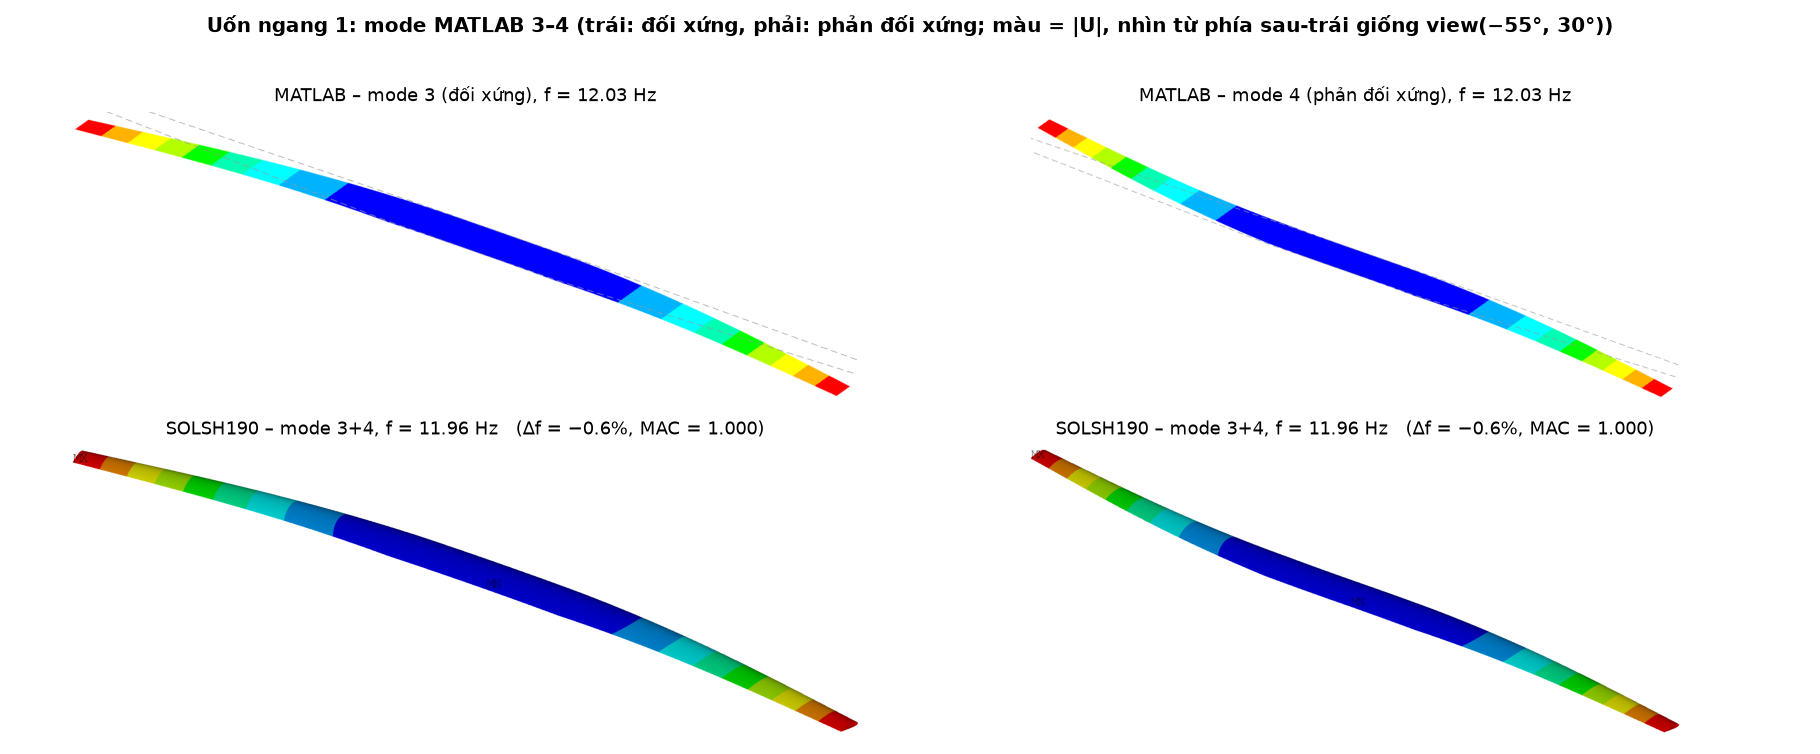 Uốn ngang 1: mode MATLAB 3–4 (trái: đối xứng, phải: phản đối xứng; màu = |U|, nhìn từ phía sau-trái giống view(−55°, 30°))
MATLAB – mode 3 (đối xứng), f = 12.03 Hz
MATLAB – mode 4 (phản đối xứng), f = 12.03 Hz
SOLSH190 – mode 3+4, f = 11.96 Hz (Δf = −0.6%, MAC = 1.000)
SOLSH190 – mode 3+4, f = 11.96 Hz (Δf = −0.6%, MAC = 1.000)